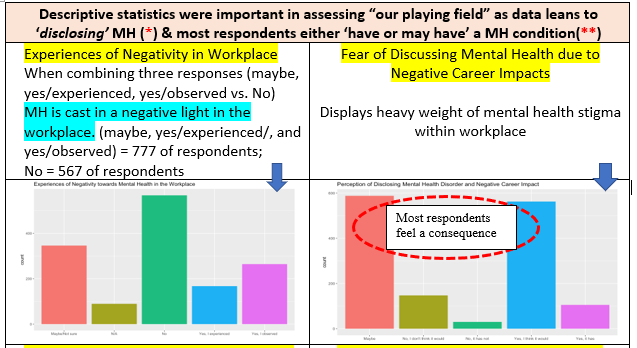 Descriptive statistics were important in assessing “our playing field” as data leans to
‘disclosing’ MH (*) & most respondents either ‘have or may have’ a MH condition(**)
Experiences of Negativity in Workplace
When combining three responses (maybe,
yes/experienced, yes/observed vs. No)
MH is cast in a negative light in the
workplace. (maybe, yes/experienced/, and
yes/observed) = 777 of respondents;
No = 567 of respondents
Fear of Discussing Mental Health due to
Negative Career Impacts
Displays heavy weight of mental health stigma
within workplace
Experiences of Negativity towards Mental Health in the Workplace
count
Maybe/Not sure
N/A
No
Yes, I experienced
Yes, I observed
Perception of Disclosing Mental Health Disorder and Negative Career Impact
Most respondents
feel a consequence
count
Maybe
No, I don't think it would
No, it has not
Yes, I think it would
Yes, it has